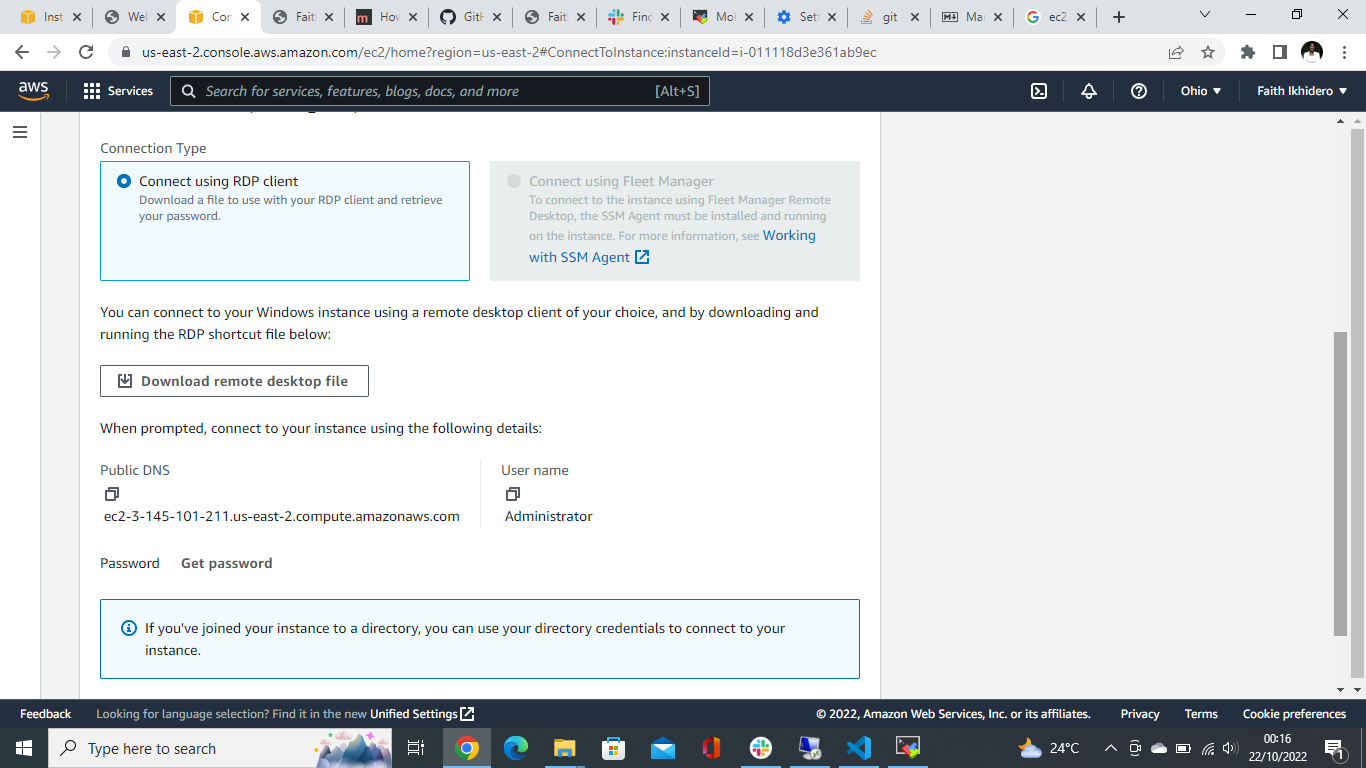 Inst
Wel
Con
Faitl
How
GitH
Faitl
Find
Mol
Sett
git
Mar
ec2
us-east-2.console.aws.amazon.com/ec2/home?region=us-east-2#ConnectToInstance:instanceId=i-011118d3e361ab9ec
aws
Services
Search for services, features, blogs, docs, and more
[Alt+S]
Ohio
Faith Ikhidero
Connection Type
Connect using RDP client
Download a file to use with your RDP client and retrieve
your password.
Connect using Fleet Manager
To connect to the instance using Fleet Manager Remote
Desktop, the SSM Agent must be installed and running
on the instance. For more information, see Working
with SSM Agent
You can connect to your Windows instance using a remote desktop client of your choice, and by downloading and
running the RDP shortcut file below:
Download remote desktop file
When prompted, connect to your instance using the following details:
Public DNS
ec2-3-145-101-211.us-east-2.compute.amazonaws.com
User name
Administrator
Password Get password
If you've joined your instance to a directory, you can use your directory credentials to connect to your
instance.
Feedback
Looking for language selection? Find it in the new Unified Settings
© 2022, Amazon Web Services, Inc. or its affiliates.
Privacy
Terms
Cookie preferences
Type here to search
24°C
00:16
22/10/2022
1